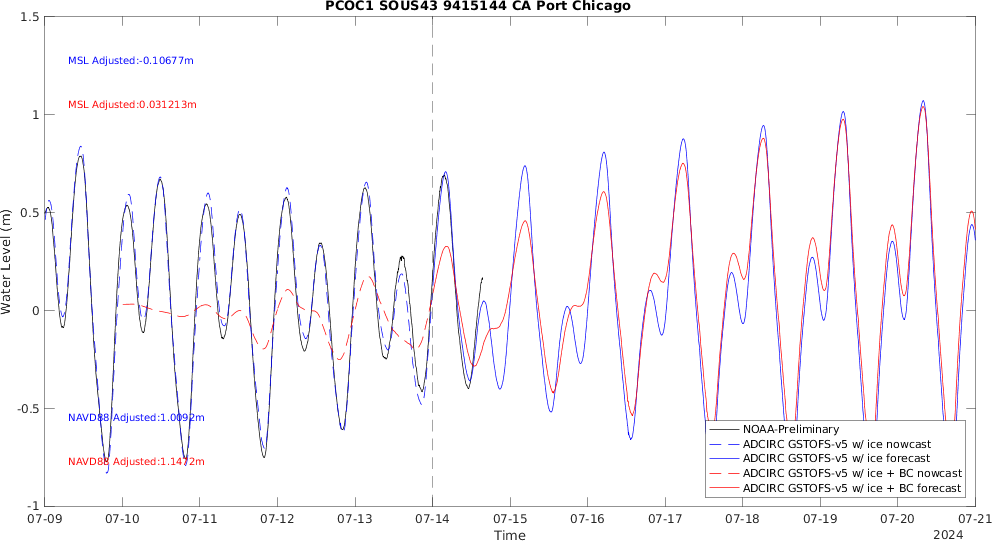 PCOC1 SOUS43 9415144 CA Port Chicago
1.5
MSL Adjusted:-0.10677m
MSL Adjusted:0.031213m
1
0.5
Water Level (m)
0
-0.5
NAVD88 Adjusted:1.0092m
NOAA-Preliminary
ADCIRC GSTOFS-v5 w/ ice nowcast
ADCIRC GSTOFS-v5 w/ ice forecast
NAVD88 Adjusted:1.1472m
ADCIRC GSTOFS-v5 w/ ice + BC nowcast
ADCIRC GSTOFS-v5 w/ ice + BC forecast
-1
07-09 07-10 07-11 07-12 07-13 07-14 07-15 07-16 07-17 07-18 07-19 07-20 07-21
Time
2024